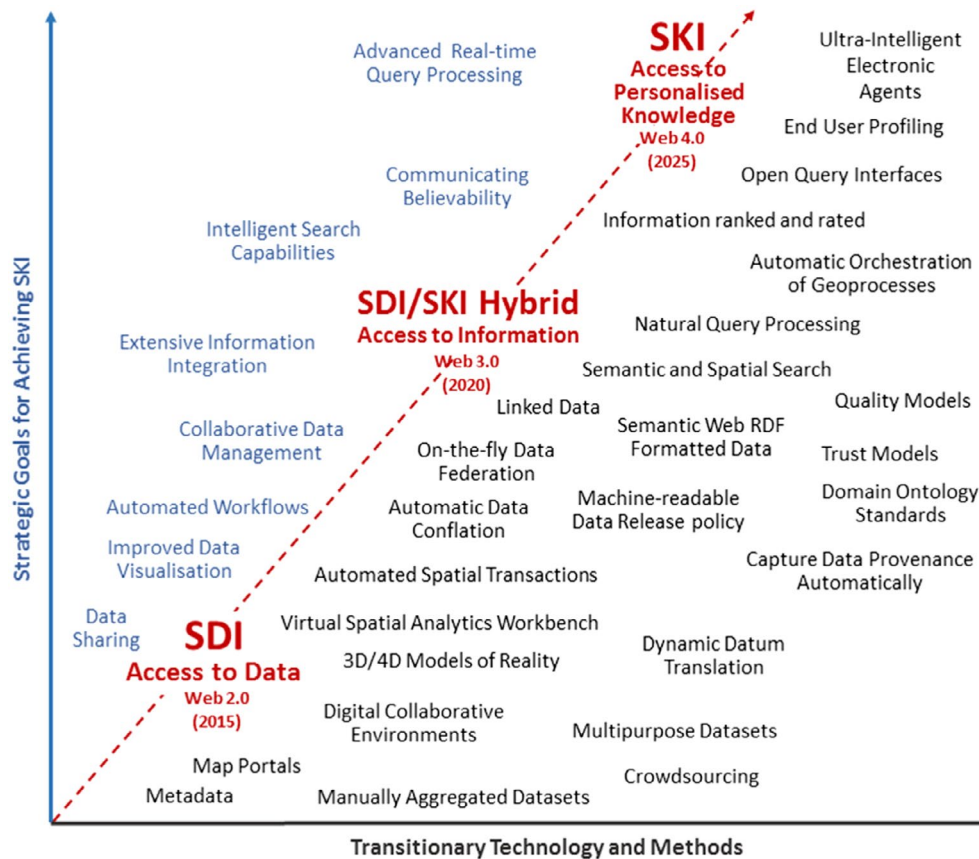 Strategic Goals for Achieving SKI
Advanced Real-time
Query Processing
SKI
Access to
Personalised
Knowledge
Web 4.0
(2025)
Ultra-Intelligent
Electronic
Agents
End User Profiling
Communicating
Believability
Open Query Interfaces
Intelligent Search
Capabilities
Information ranked and rated
Automatic Orchestration
of Geoprocesses
SDI/SKI Hybrid
Access to Information
Web 3.0
(2020)
Natural Query Processing
Extensive Information
Integration
Semantic and Spatial Search
Linked Data
Quality Models
Collaborative Data
Management
On-the-fly Data
Federation
Semantic Web RDF
Formatted Data
Trust Models
Automated Workflows
Automatic Data
Conflation
Machine-readable
Data Release policy
Domain Ontology
Standards
Improved Data
Visualisation
Automated Spatial Transactions
Capture Data Provenance
Automatically
Data
Sharing
SDI
Access to Data
Web 2.0
(2015)
Virtual Spatial Analytics Workbench
3D/4D Models of Reality
Dynamic Datum
Translation
Digital Collaborative
Environments
Multipurpose Datasets
Map Portals
Crowdsourcing
Metadata
Manually Aggregated Datasets
Transitionary Technology and Methods